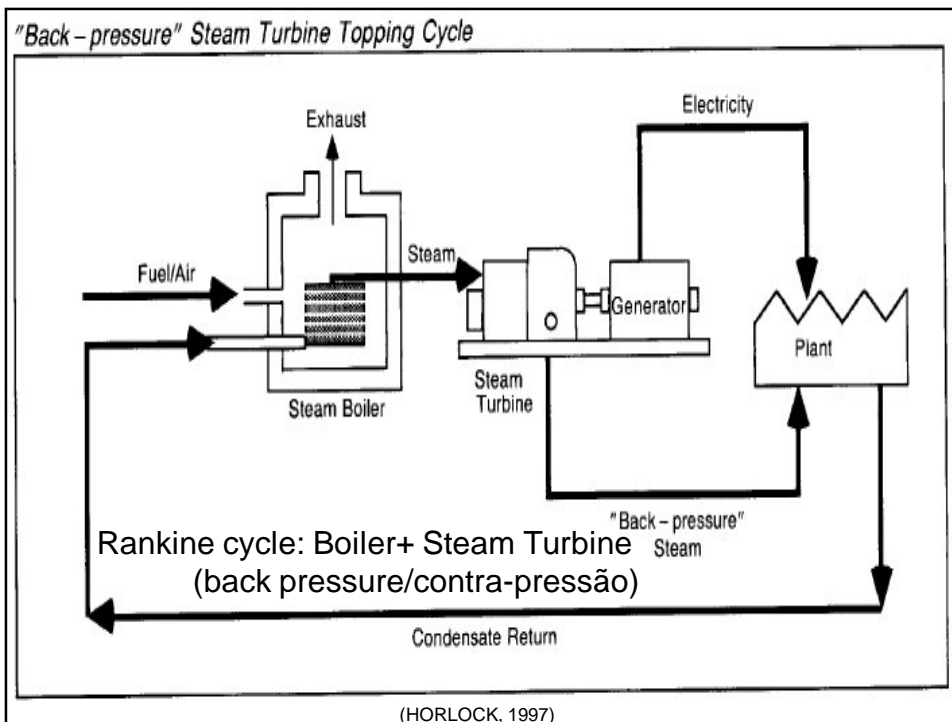 "Back – pressure" Steam Turbine Topping Cycle
Electricity
Exhaust
Steam
Fuel/Air
Generator
Plant
Steam
Turbine
Steam Boiler
"Back – pressure"
Steam
Rankine cycle: Boiler+ Steam Turbine
(back pressure/contra-pressão)
Condensate Return
(HORLOCK, 1997)